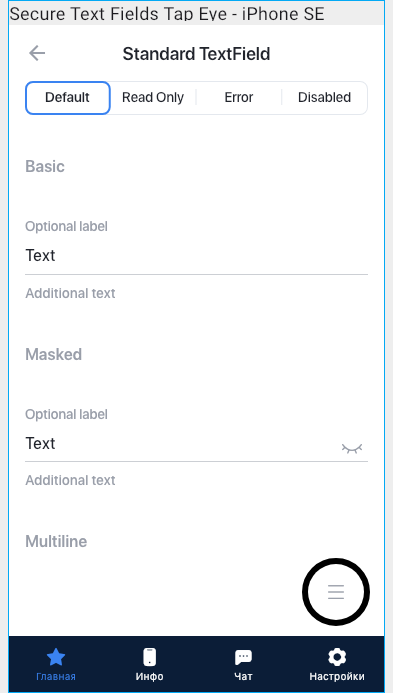 Secure Text Fields Tap Eye - iPhone SE
Standard TextField
Default Read Only Error Disabled
Basic
Optional label
Text
Additional text
Masked
Optional label
Text
Additional text
Multiline
Главная Инфо Чат Настройки